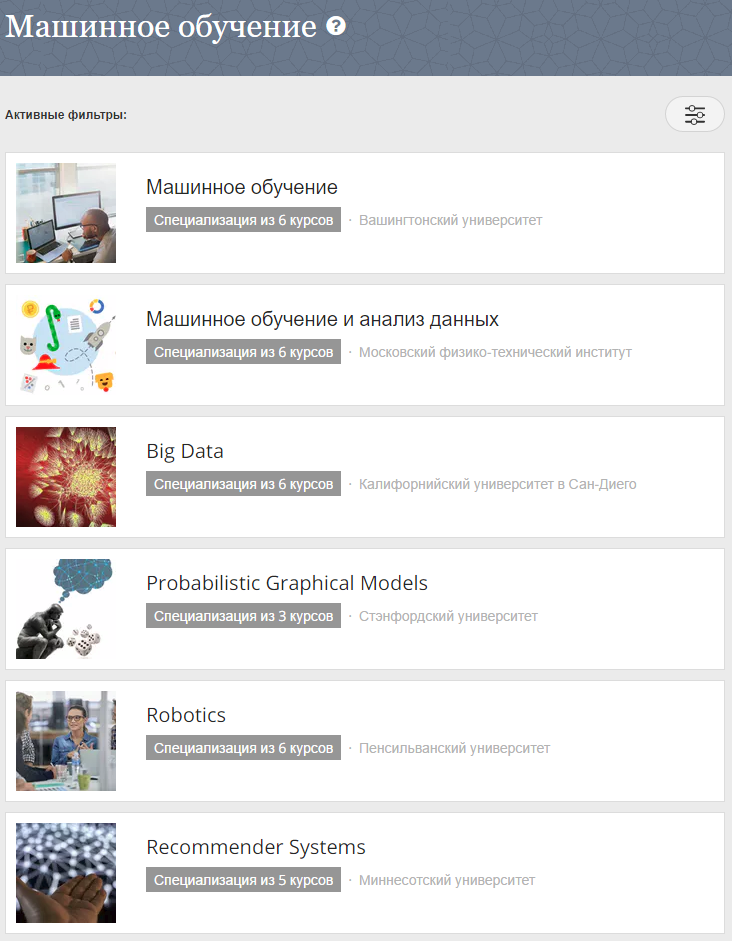 Машинное обучение ?
Активные фильтры:
Машинное обучение
Специализация из 6 курсов · Вашингтонский университет
Машинное обучение и анализ данных
Специализация из 6 курсов · Московский физико-технический институт
Big Data
Специализация из 6 курсов · Калифорнийский университет в Сан-Диего
Probabilistic Graphical Models
Специализация из 3 курсов · Стэнфордский университет
Robotics
Специализация из 6 курсов · Пенсильванский университет
Recommender Systems
Специализация из 5 курсов · Миннесотский университет